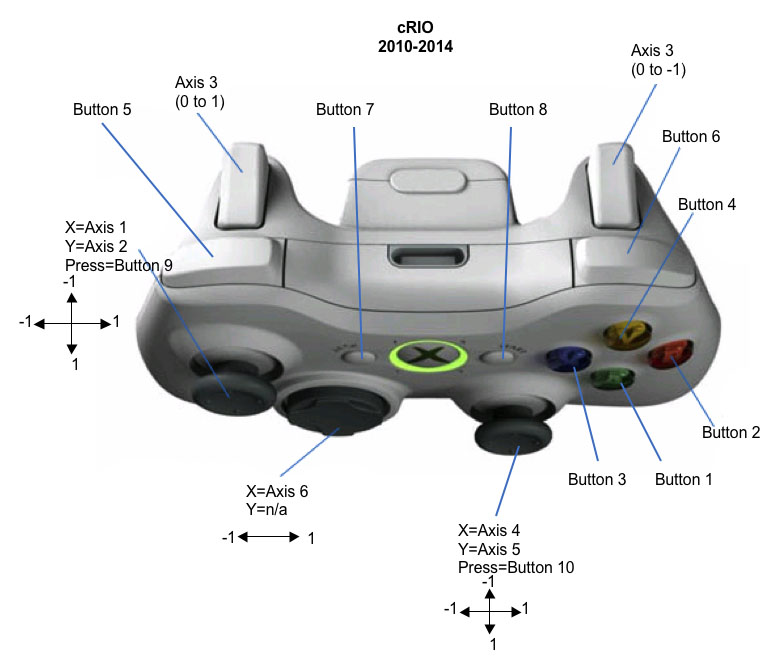 cRIO
2010-2014
Axis 3
(0 to -1)
Axis 3
(0 to 1)
Button 5
Button 7
Button 8
Button 6
Button 4
X=Axis 1
Y=Axis 2
Press=Button 9
-1
-1
1
1
Button 2
Button 3
Button 1
X=Axis 6
Y=n/a
-1
1
X=Axis 4
Y=Axis 5
Press=Button 10
-1
-1
1
1